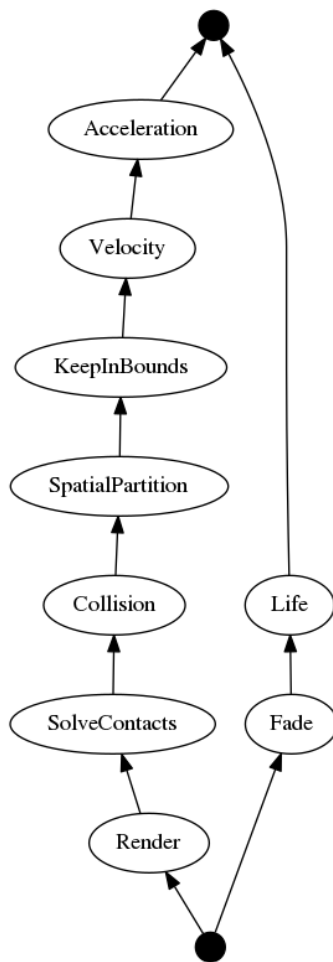 Acceleration
Velocity
KeepInBounds
SpatialPartition
Collision
Life
SolveContacts
Fade
Render